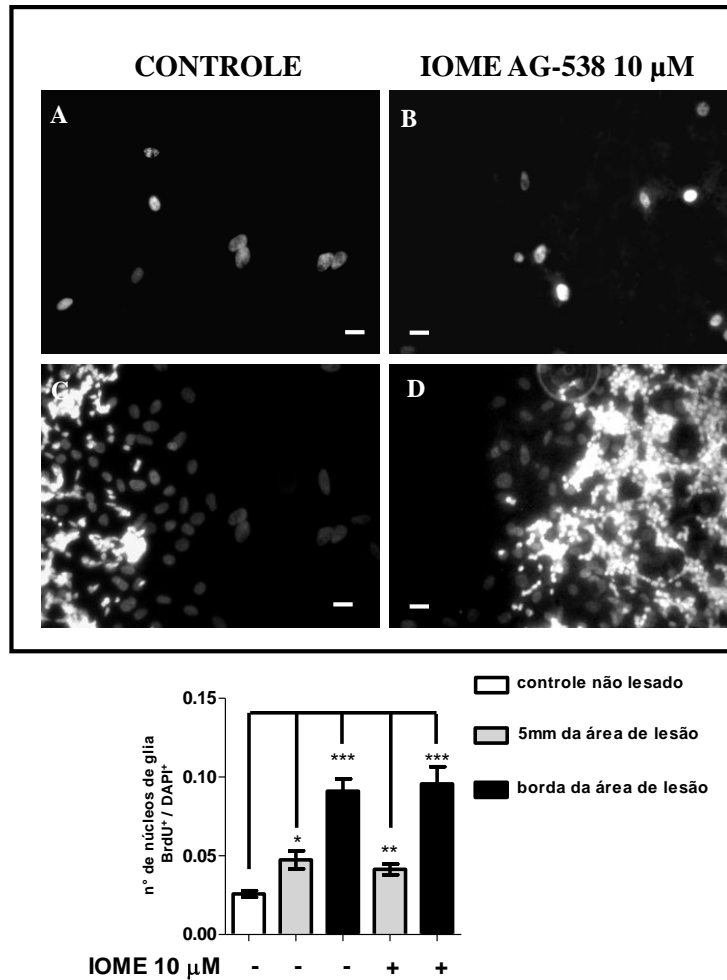 CONTROLE
IOME AG-538 10 µM
A
B
C
D
controle não lesado
5mm da área de lesão
borda da área de lesão
n° de núcleos de glia
BrdU⁺ / DAPI⁺
0.15
0.10
0.05
0.00
*
***
**
***
IOME 10 µM - - - + +